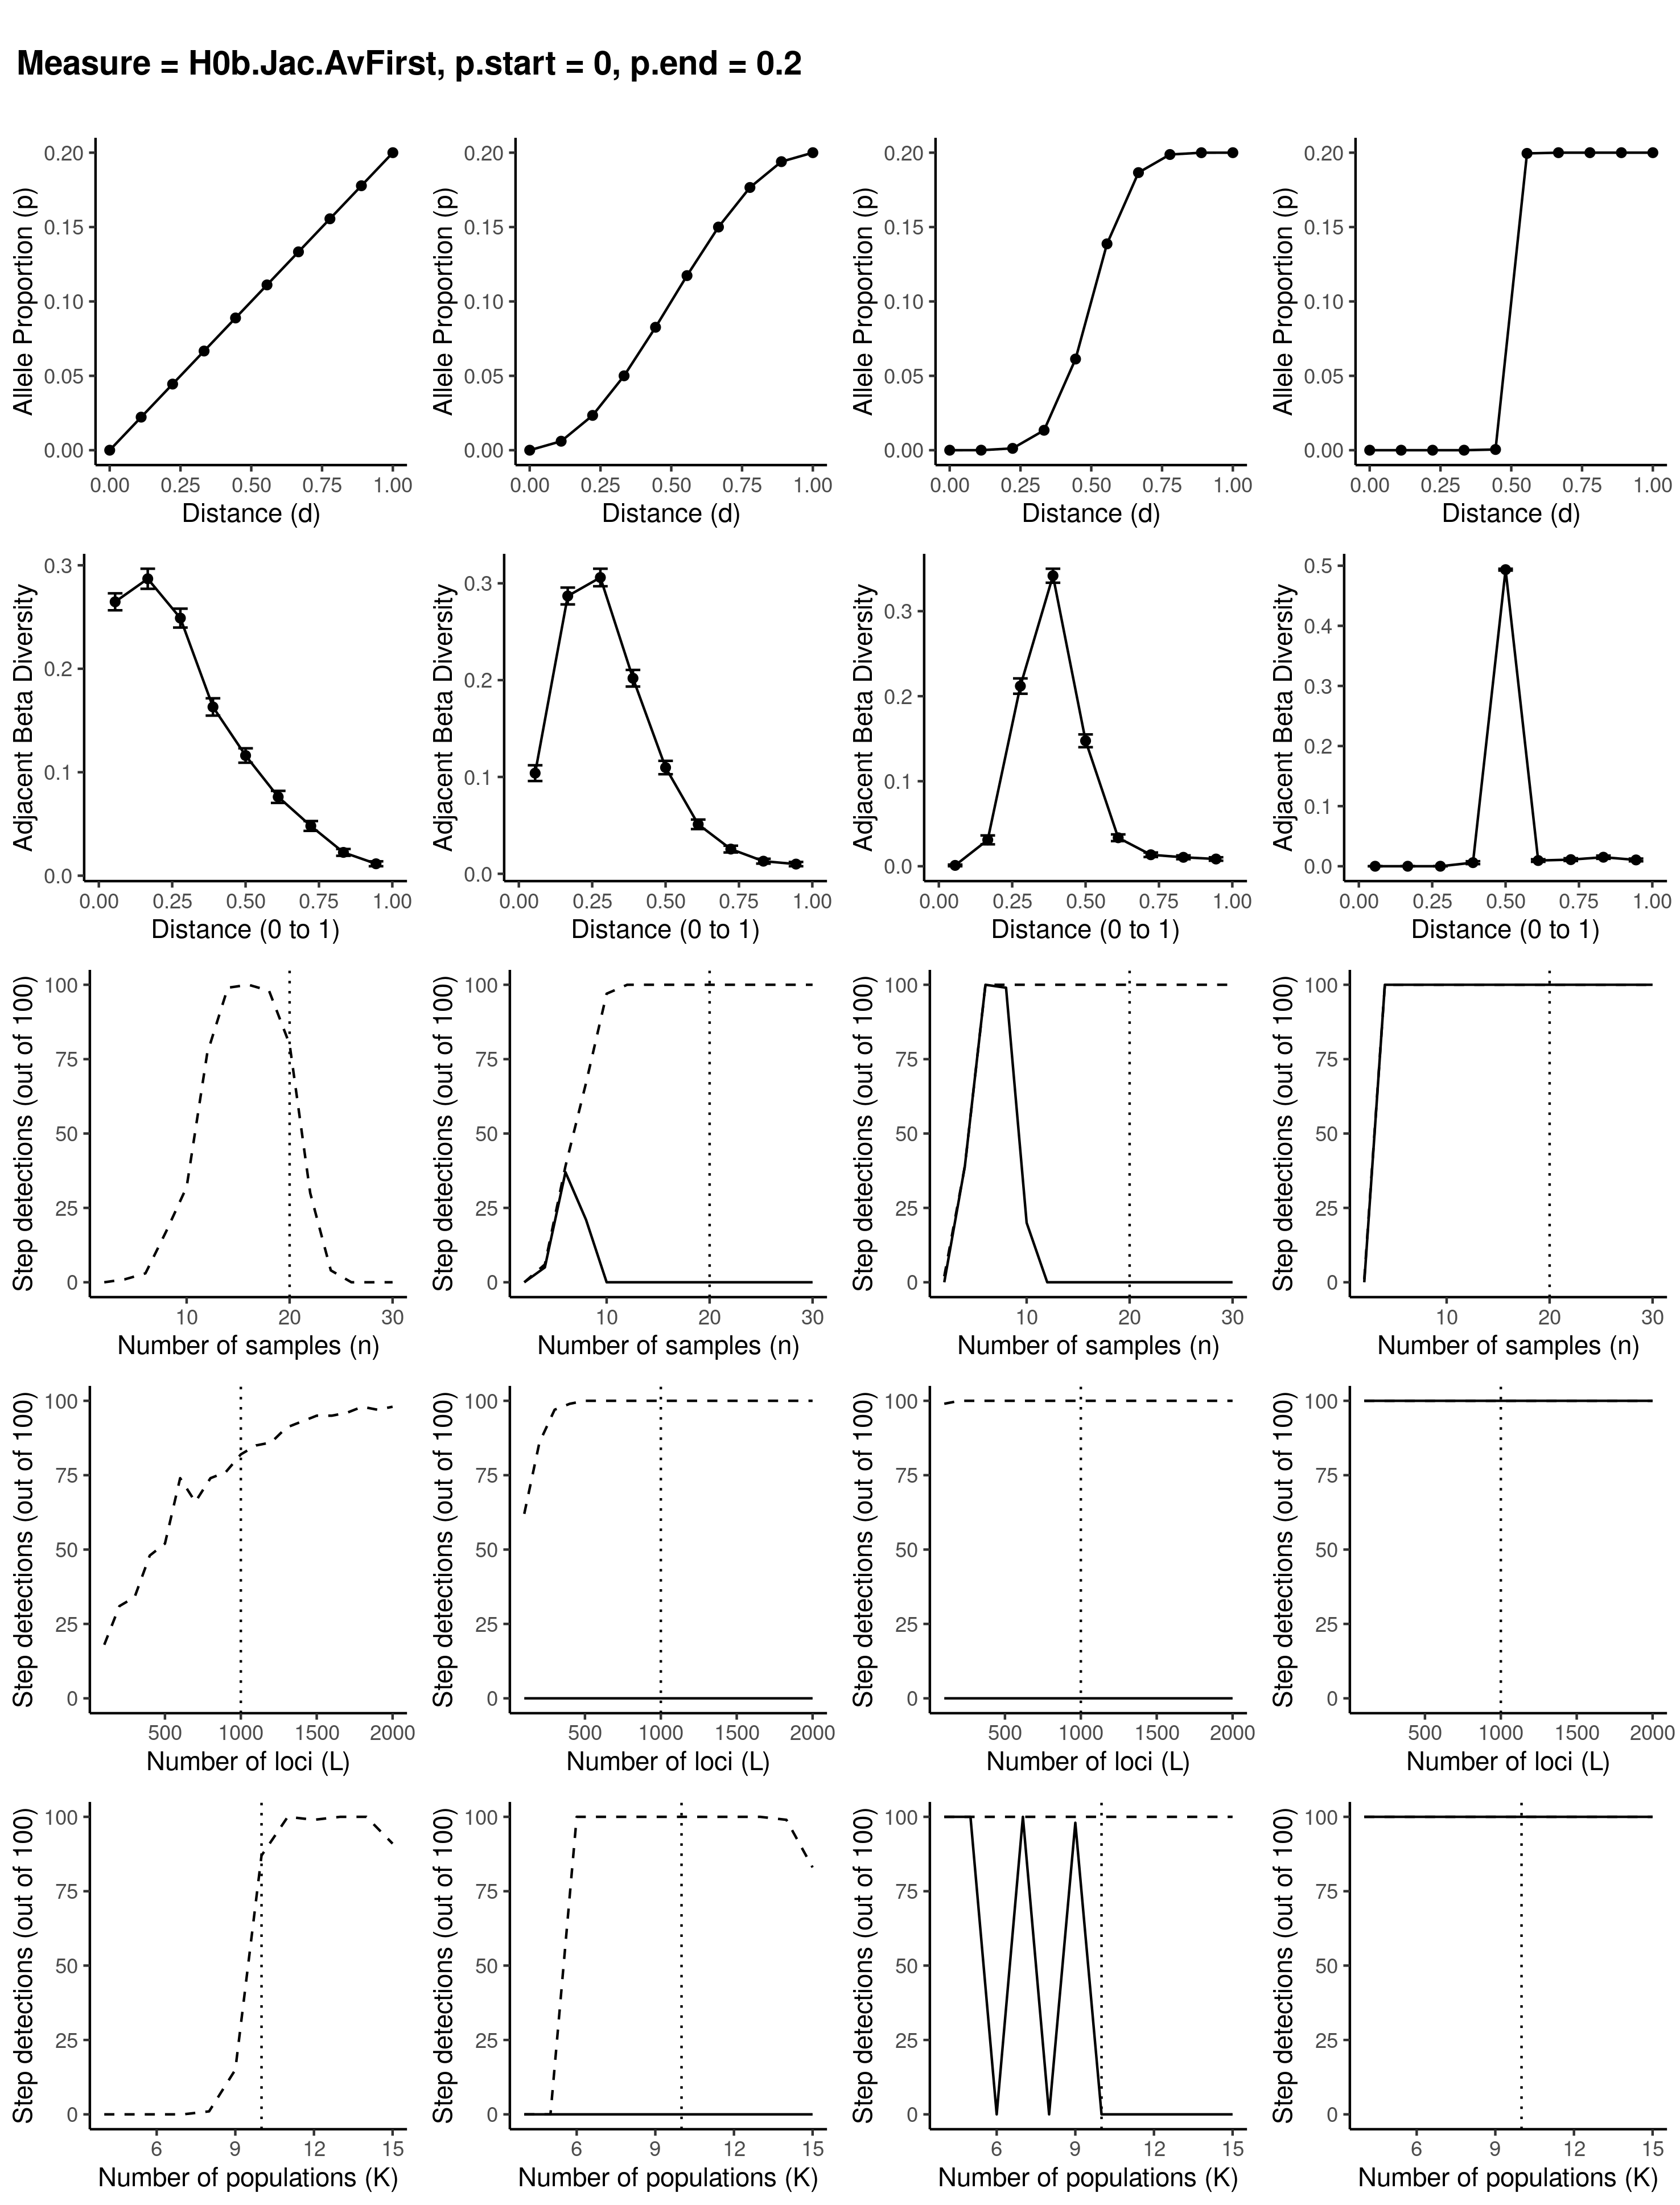 Measure = H0b.Jac.AvFirst, p.start = 0, p.end = 0.2
Allele Proportion (p)
0.20
0.15
0.10
0.05
0.00
0.00 0.25 0.50 0.75 1.00
Distance (d)
Allele Proportion (p)
0.20
0.15
0.10
0.05
0.00
0.00 0.25 0.50 0.75 1.00
Distance (d)
Allele Proportion (p)
0.20
0.15
0.10
0.05
0.00
0.00 0.25 0.50 0.75 1.00
Distance (d)
Allele Proportion (p)
0.20
0.15
0.10
0.05
0.00
0.00 0.25 0.50 0.75 1.00
Distance (d)
Adjacent Beta Diversity
0.3
0.2
0.1
0.0
0.00 0.25 0.50 0.75 1.00
Distance (0 to 1)
Adjacent Beta Diversity
0.3
0.2
0.1
0.0
0.00 0.25 0.50 0.75 1.00
Distance (0 to 1)
Adjacent Beta Diversity
0.3
0.2
0.1
0.0
0.00 0.25 0.50 0.75 1.00
Distance (0 to 1)
Adjacent Beta Diversity
0.5
0.4
0.3
0.2
0.1
0.0
0.00 0.25 0.50 0.75 1.00
Distance (0 to 1)
Step detections (out of 100)
100
75
50
25
0
10 20 30
Number of samples (n)
Step detections (out of 100)
100
75
50
25
0
10 20 30
Number of samples (n)
Step detections (out of 100)
100
75
50
25
0
10 20 30
Number of samples (n)
Step detections (out of 100)
100
75
50
25
0
10 20 30
Number of samples (n)
Step detections (out of 100)
100
75
50
25
0
500 1000 1500 2000
Number of loci (L)
Step detections (out of 100)
100
75
50
25
0
500 1000 1500 2000
Number of loci (L)
Step detections (out of 100)
100
75
50
25
0
500 1000 1500 2000
Number of loci (L)
Step detections (out of 100)
100
75
50
25
0
500 1000 1500 2000
Number of loci (L)
Step detections (out of 100)
100
75
50
25
0
6 9 12 15
Number of populations (K)
Step detections (out of 100)
100
75
50
25
0
6 9 12 15
Number of populations (K)
Step detections (out of 100)
100
75
50
25
0
6 9 12 15
Number of populations (K)
Step detections (out of 100)
100
75
50
25
0
6 9 12 15
Number of populations (K)